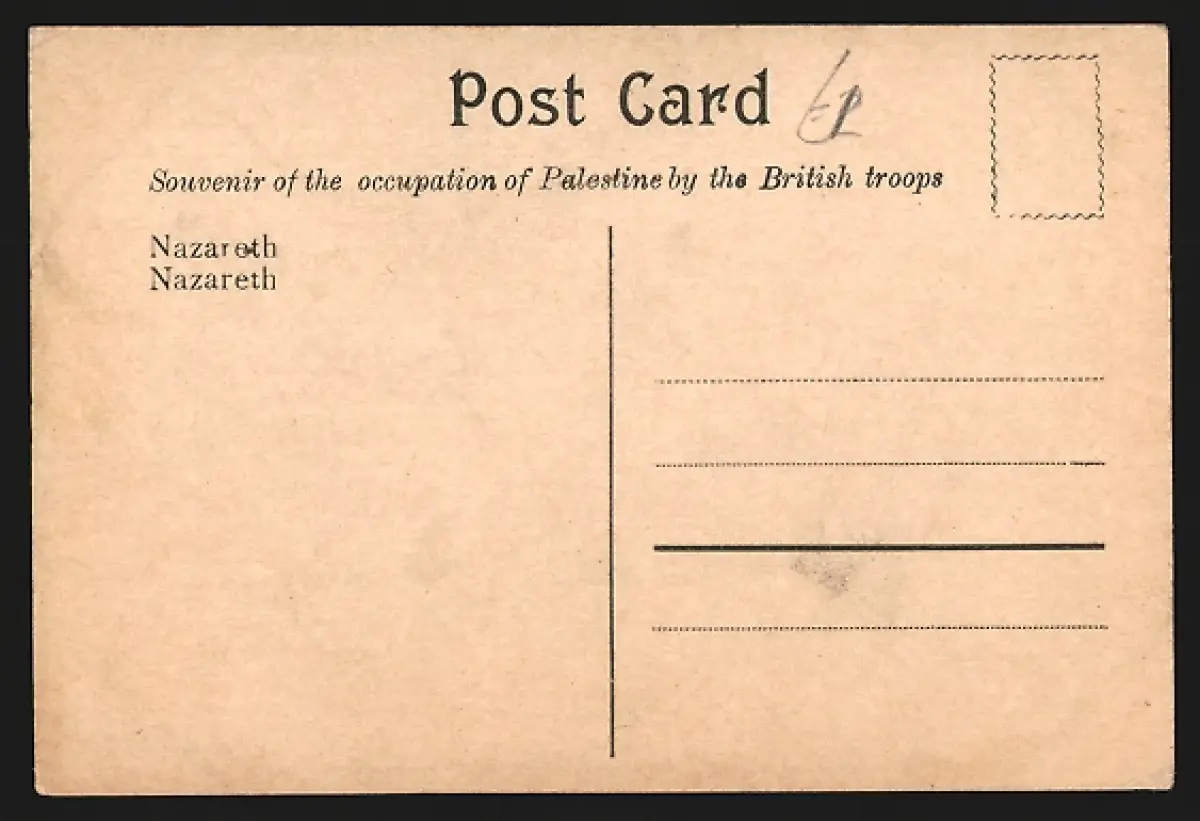 Post Card
Souvenir of the occupation of Palestine by the British troops
Nazareth
Nazareth